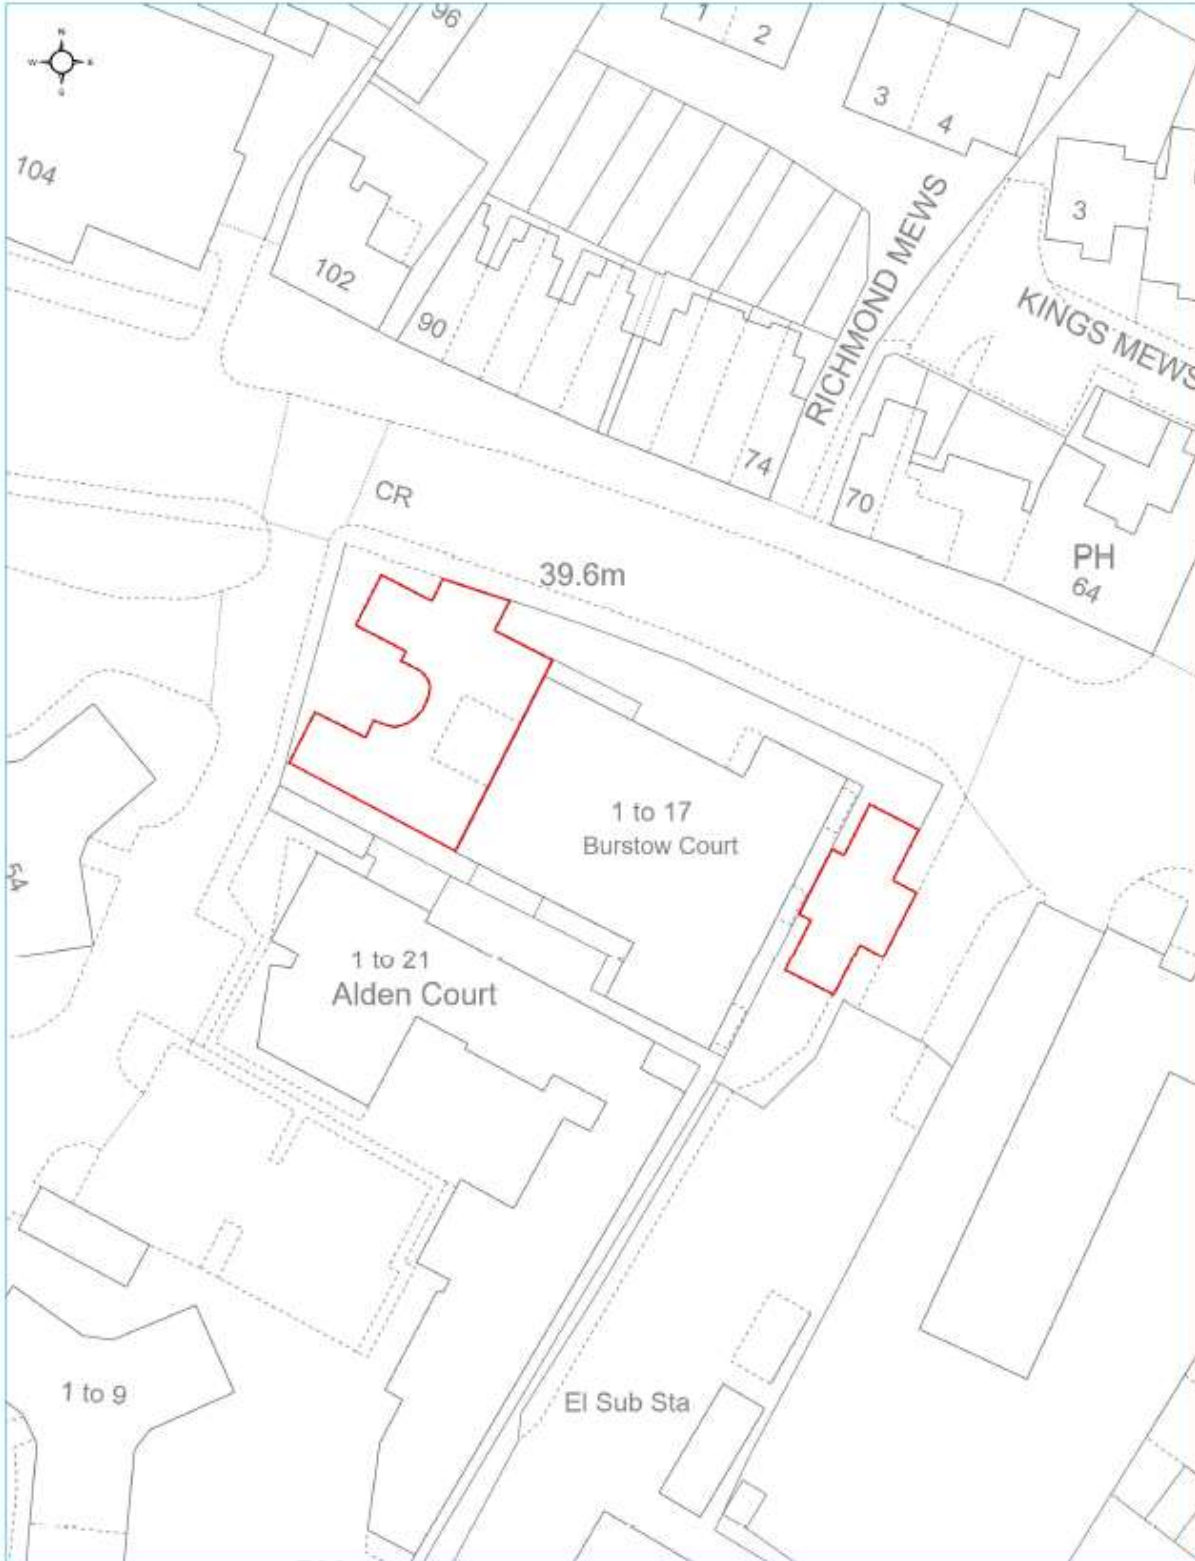 96
1
2
N
W
E
S
3
4
104
3
102
RICHMOND MEWS
KINGS MEWS
90
74
CR
70
PH
64
39.6m
1 to 17
Burstow Court
54
1 to 21
Alden Court
1 to 9
El Sub Sta